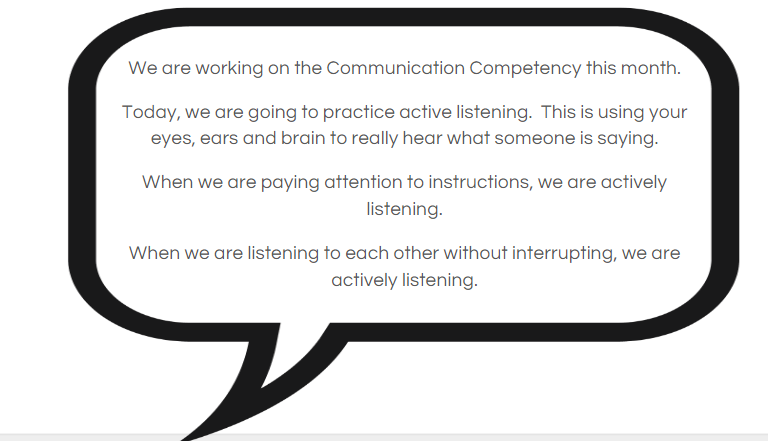 We are working on the Communication Competency this month.
Today, we are going to practice active listening.  This is using your
eyes, ears and brain to really hear what someone is saying.
When we are paying attention to instructions, we are actively
listening.
When we are listening to each other without interrupting, we are
actively listening.